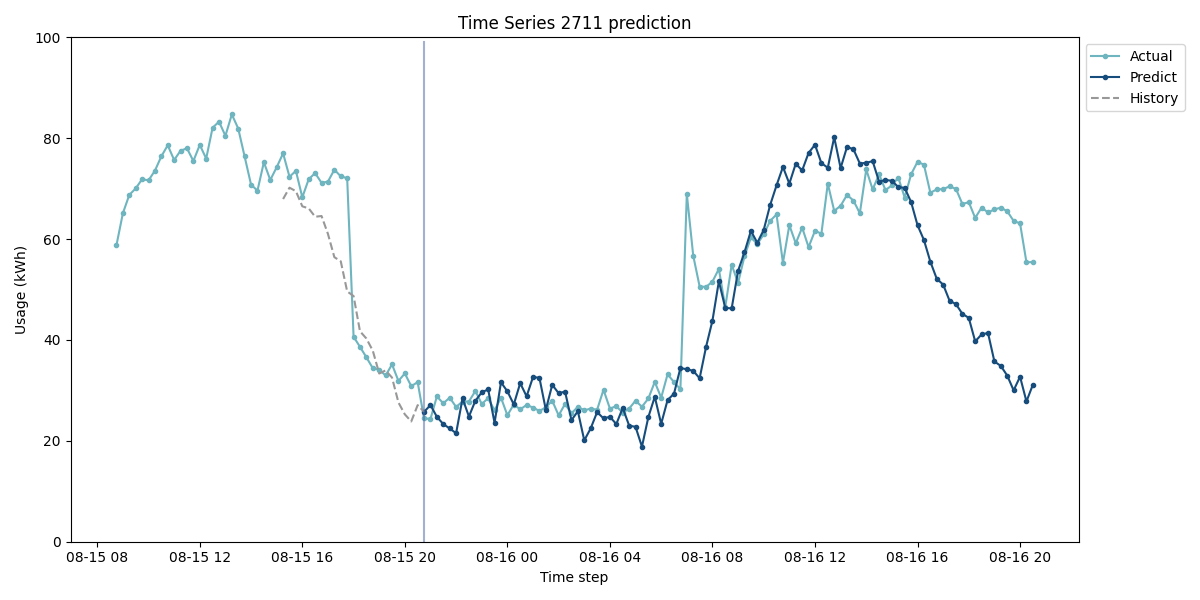 Time Series 2711 prediction
100
80
60
40
20
0
Usage (kWh)
08-15 08
08-15 12
08-15 16
08-15 20
08-16 00
08-16 04
08-16 08
08-16 12
08-16 16
08-16 20
Time step
Actual
Predict
History